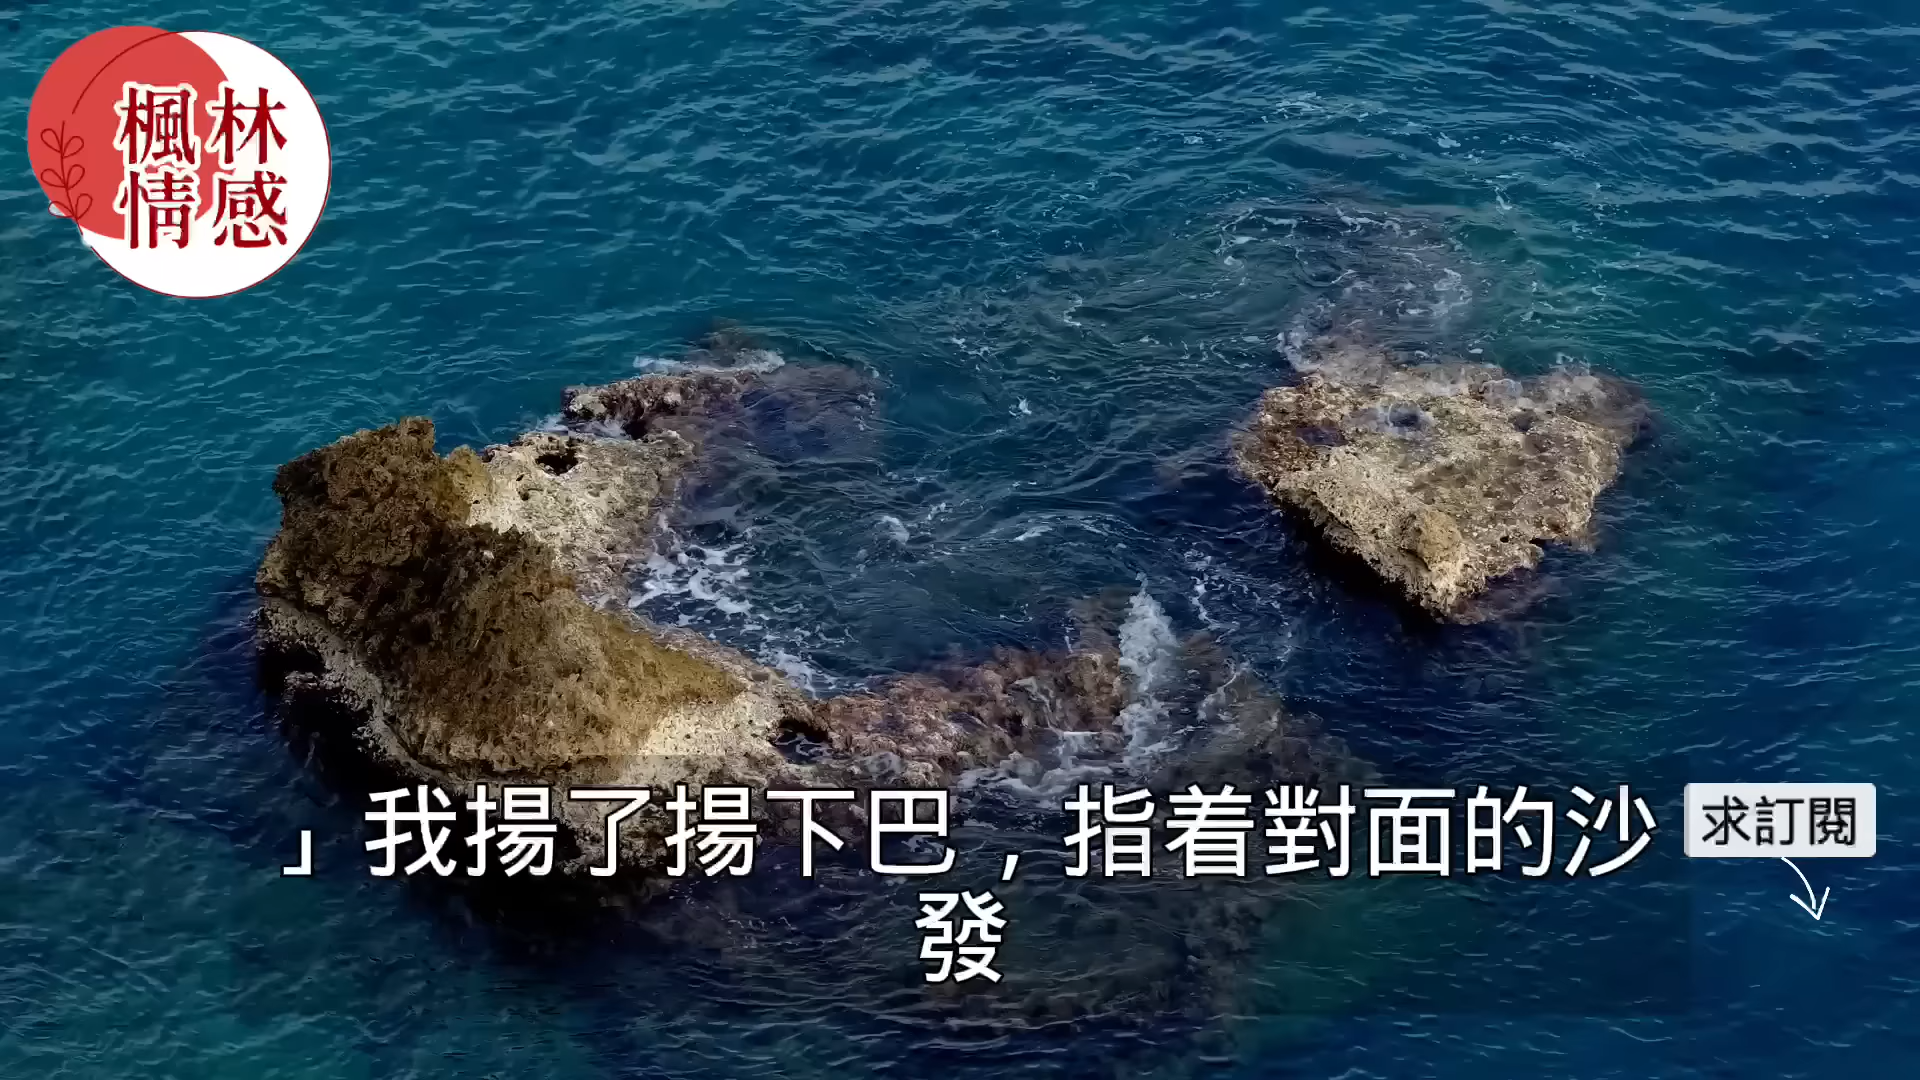 楓林
情感
」我揚了揚下巴，指着對面的沙
發
求訂閱